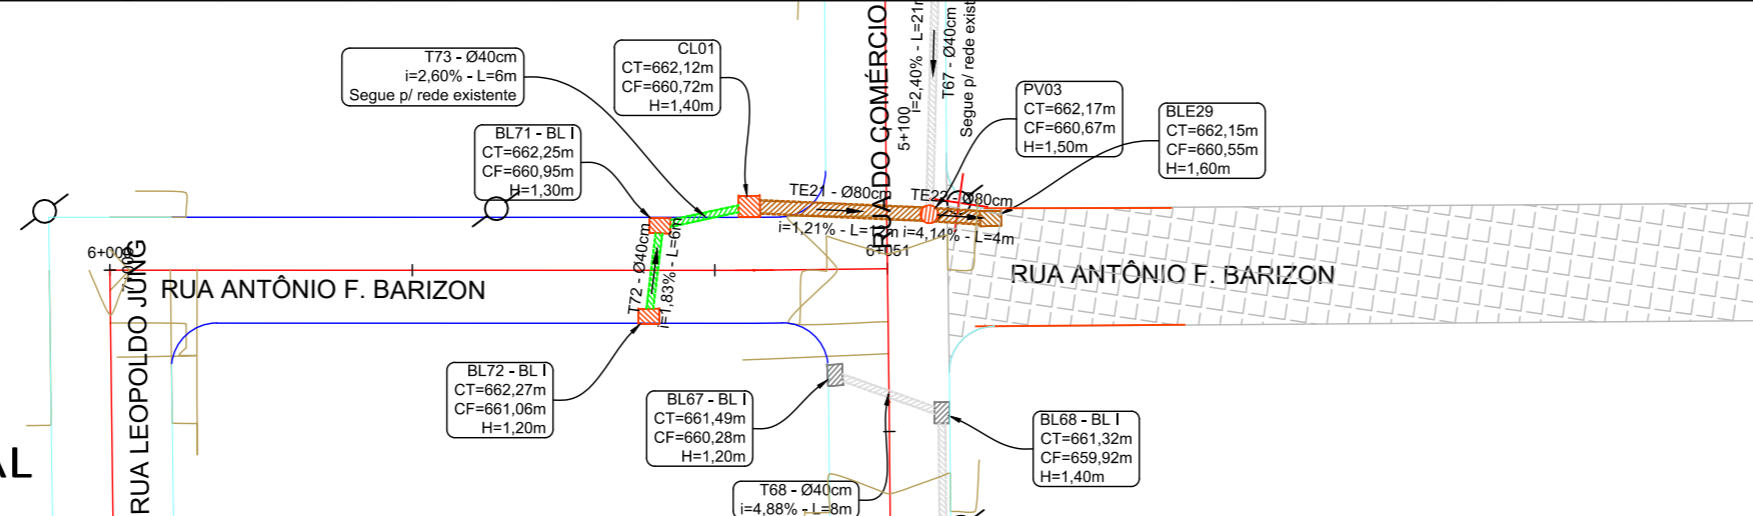 T73 - Ø40cm
i=2,60% - L=6m
Segue p/ rede existente
CL01
CT=662,12m
CF=660,72m
H=1,40m
BL71 - BL I
CT=662,25m
CF=660,95m
H=1,30m
RUA DO COMÉRCIO
5+100
i=2,40% - L=21m
T67 - Ø40cm
Segue p/ rede exist
PV03
CT=662,17m
CF=660,67m
H=1,50m
BLE29
CT=662,15m
CF=660,55m
H=1,60m
TE21 - Ø80cm
i=1,21% - L=12m
TE22 - Ø80cm
i=4,14% - L=4m
6+051
6+000
RUA LEOPOLDO JUNG
RUA ANTÔNIO F. BARIZON
T72 - Ø40cm
i=1,83% - L=6m
RUA ANTÔNIO F. BARIZON
BL72 - BL I
CT=662,27m
CF=661,06m
H=1,20m
BL67 - BL I
CT=661,49m
CF=660,28m
H=1,20m
BL68 - BL I
CT=661,32m
CF=659,92m
H=1,40m
T68 - Ø40cm
i=4,88% - L=8m
AL